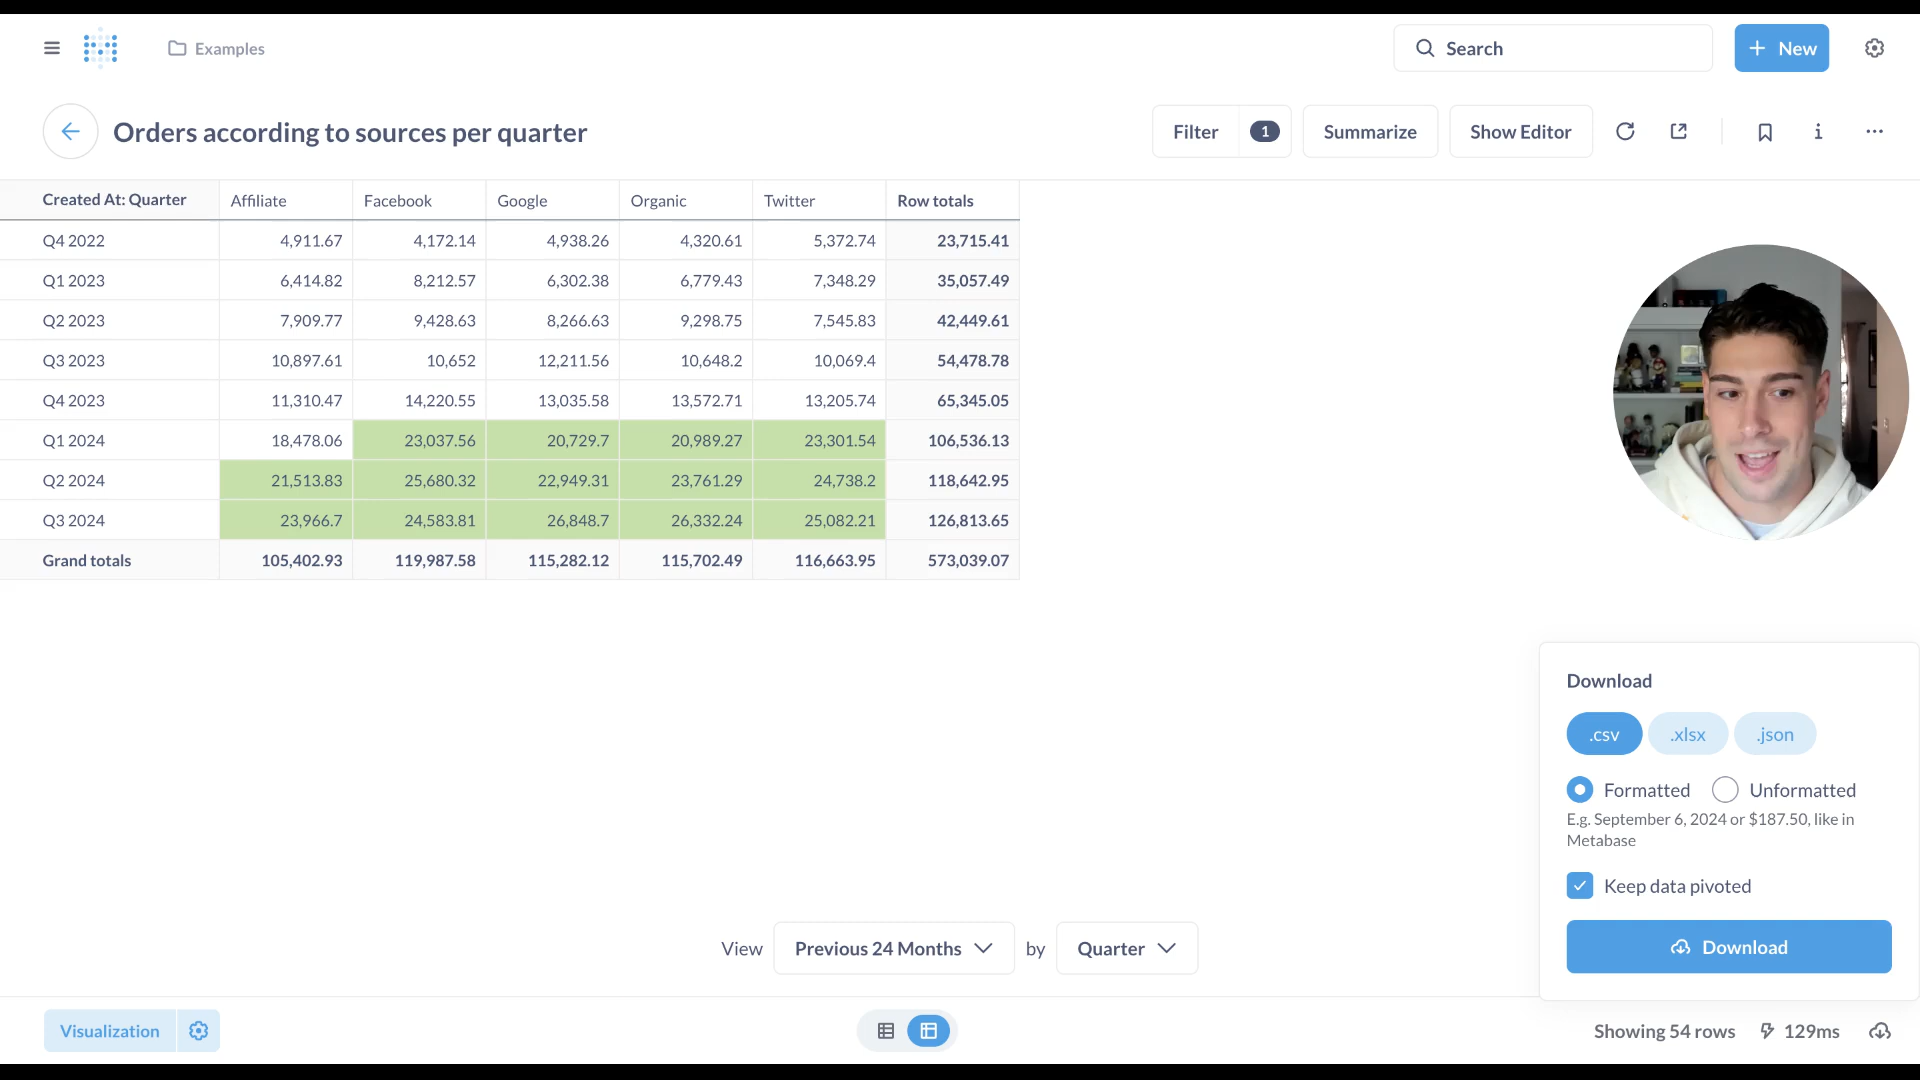 Examples
Search
New
Orders according to sources per quarter
Filter 1
Summarize
Show Editor
Created At: Quarter Affiliate Facebook Google Organic Twitter Row totals
Q4 2022 4,911.67 4,172.14 4,938.26 4,320.61 5,372.74 23,715.41
Q1 2023 6,414.82 8,212.57 6,302.38 6,779.43 7,348.29 35,057.49
Q2 2023 7,909.77 9,428.63 8,266.63 9,298.75 7,545.83 42,449.61
Q3 2023 10,897.61 10,652 12,211.56 10,648.2 10,069.4 54,478.78
Q4 2023 11,310.47 14,220.55 13,035.58 13,572.71 13,205.74 65,345.05
Q1 2024 18,478.06 23,037.56 20,729.7 20,989.27 23,301.54 106,536.13
Q2 2024 21,513.83 25,680.32 22,949.31 23,761.29 24,738.2 118,642.95
Q3 2024 23,966.7 24,583.81 26,848.7 26,332.24 25,082.21 126,813.65
Grand totals 105,402.93 119,987.58 115,282.12 115,702.49 116,663.95 573,039.07
Download
.csv .xlsx .json
Formatted Unformatted
E.g. September 6, 2024 or $187.50, like in
Metabase
Keep data pivoted
Download
View Previous 24 Months by Quarter
Visualization
Showing 54 rows 129ms